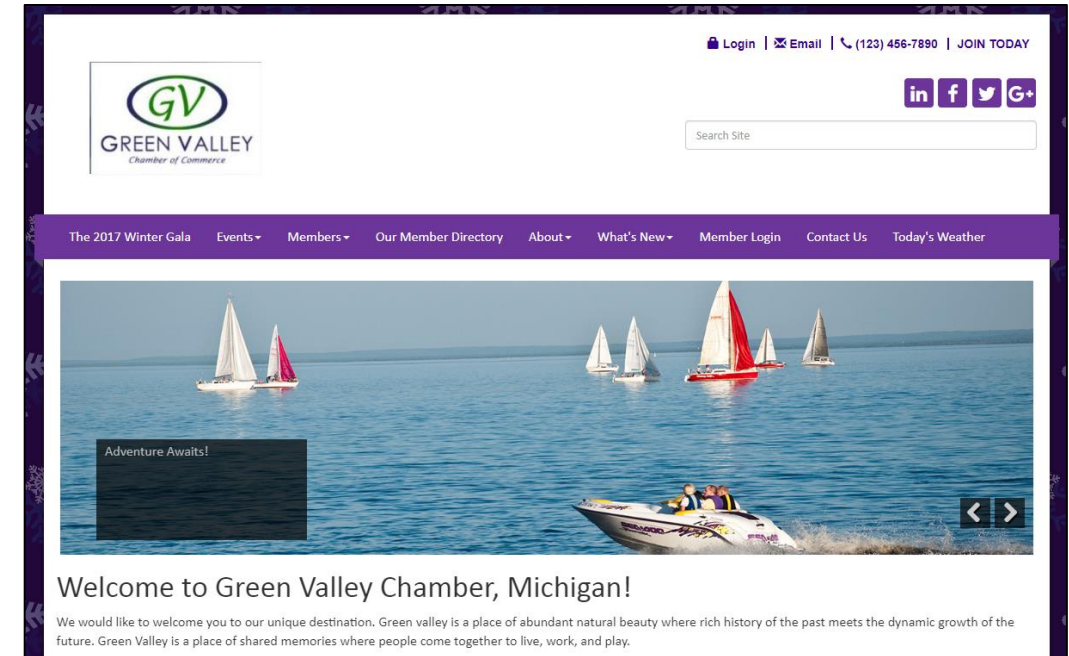 Login | Email | (123) 456-7890 | JOIN TODAY
GV
GREEN VALLEY
Chamber of Commerce
in f G+
Search Site
The 2017 Winter Gala Events Members Our Member Directory About What's New Member Login Contact Us Today's Weather
Adventure Awaits!
SEADOO
Welcome to Green Valley Chamber, Michigan!
We would like to welcome you to our unique destination. Green valley is a place of abundant natural beauty where rich history of the past meets the dynamic growth of the
future. Green Valley is a place of shared memories where people come together to live, work, and play.